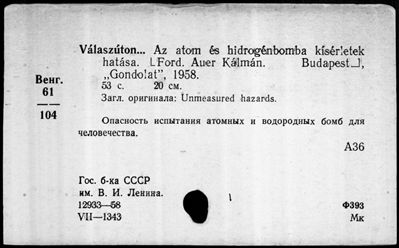 Válaszúton... Az atom és hidrogénbomba kísérletek
hatása. [Ford. Auer Kálmán. Budapest],
„Gondolat”, 1958.
53 с. 20 см.
Загл. оригинала: Unmeasured hazards.
Венг.
61
104
Опасность испытания атомных и водородных бомб для
человечества.
А36
Гос. б-ка СССР
им. В. И. Ленина.
12933—58
VII—1343
Ф393
Мк